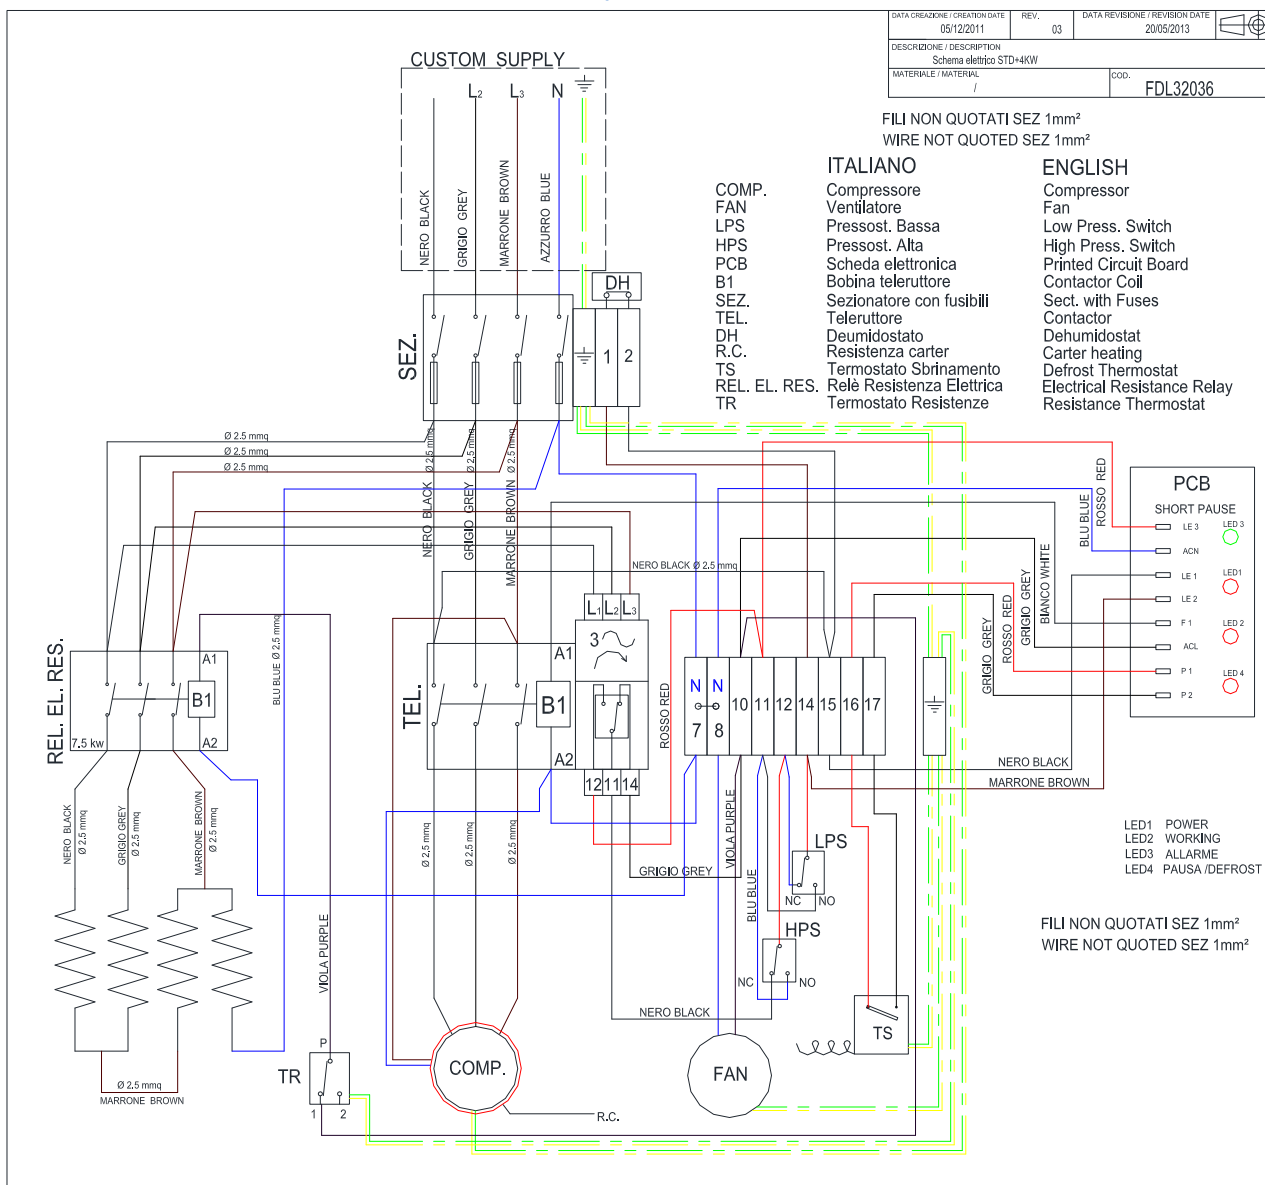 DATA CREAZIONE / CREATION DATE
05/12/2011
REV.
03
DATA REVISIONE / REVISION DATE
20/05/2013
DESCRIZIONE / DESCRIPTION
Schema elettrico STD+4KW
MATERIALE / MATERIAL
/
COD.
FDL32036
FILI NON QUOTATI SEZ 1mm²
WIRE NOT QUOTED SEZ 1mm²
ITALIANO ENGLISH
COMP. Compressore Compressor
FAN Ventilatore Fan
LPS Pressost. Bassa Low Press. Switch
HPS Pressost. Alta High Press. Switch
PCB Scheda elettronica Printed Circuit Board
B1 Bobina teleruttore Contactor Coil
SEZ. Sezionatore con fusibili Sect. with Fuses
TEL. Teleruttore Contactor
DH Deumidostato Dehumidostat
R.C. Resistenza carter Carter heating
TS Termostato Sbrinamento Defrost Thermostat
REL. EL. RES. Relè Resistenza Elettrica Electrical Resistance Relay
TR Termostato Resistenze Resistance Thermostat
CUSTOM SUPPLY
L2 L3 N
NERO BLACK
GRIGIO GREY
MARRONE BROWN
AZZURRO BLUE
DH
SEZ.
1 2
Ø 2.5 mmq
Ø 2.5 mmq
Ø 2.5 mmq
Ø 2.5 mmq
Ø 2.5 mmq
Ø 2.5 mmq
NERO BLACK
GRIGIO GREY
MARRONE BROWN
NERO BLACK Ø 2.5 mmq
BLU BLUE
ROSSO RED
PCB
SHORT PAUSE
LE 3 LED 3
ACN
LE 1 LED1
LE 2
F 1 LED 2
ACL
P 1 LED 4
P 2
BIANCO WHITE
GRIGIO GREY
ROSSO RED
GRIGIO GREY
L1 L2 L3
3
REL. EL. RES.
A1
B1
A2
7.5 kw
BLU BLUE Ø 2.5 mmq
TEL.
A1
B1
A2
12 11 14
ROSSO RED
N N
7 8 10 11 12 14 15 16 17
NERO BLACK
MARRONE BROWN
NERO BLACK
Ø 2.5 mmq
GRIGIO GREY
Ø 2.5 mmq
MARRONE BROWN
Ø 2.5 mmq
Ø 2,5 mmq
Ø 2.5 mmq
Ø 2.5 mmq
GRIGIO GREY
VIOLA PURPLE
BLU BLUE
LPS
NC NO
HPS
NC NO
NERO BLACK
LED1 POWER
LED2 WORKING
LED3 ALLARME
LED4 PAUSA /DEFROST
FILI NON QUOTATI SEZ 1mm²
WIRE NOT QUOTED SEZ 1mm²
VIOLA PURPLE
P
TR
1 2
Ø 2.5 mmq
MARRONE BROWN
COMP.
R.C.
FAN
TS